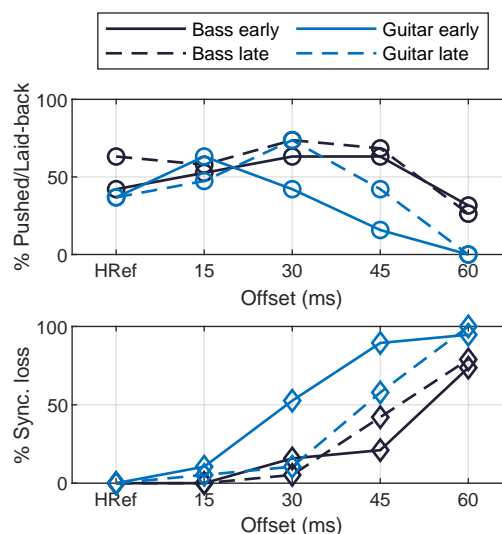 Bass early Guitar early
Bass late Guitar late
% Pushed/Laid-back
100
50
0
HRef 15 30 45 60
Offset (ms)
% Sync. loss
100
50
0
HRef 15 30 45 60
Offset (ms)